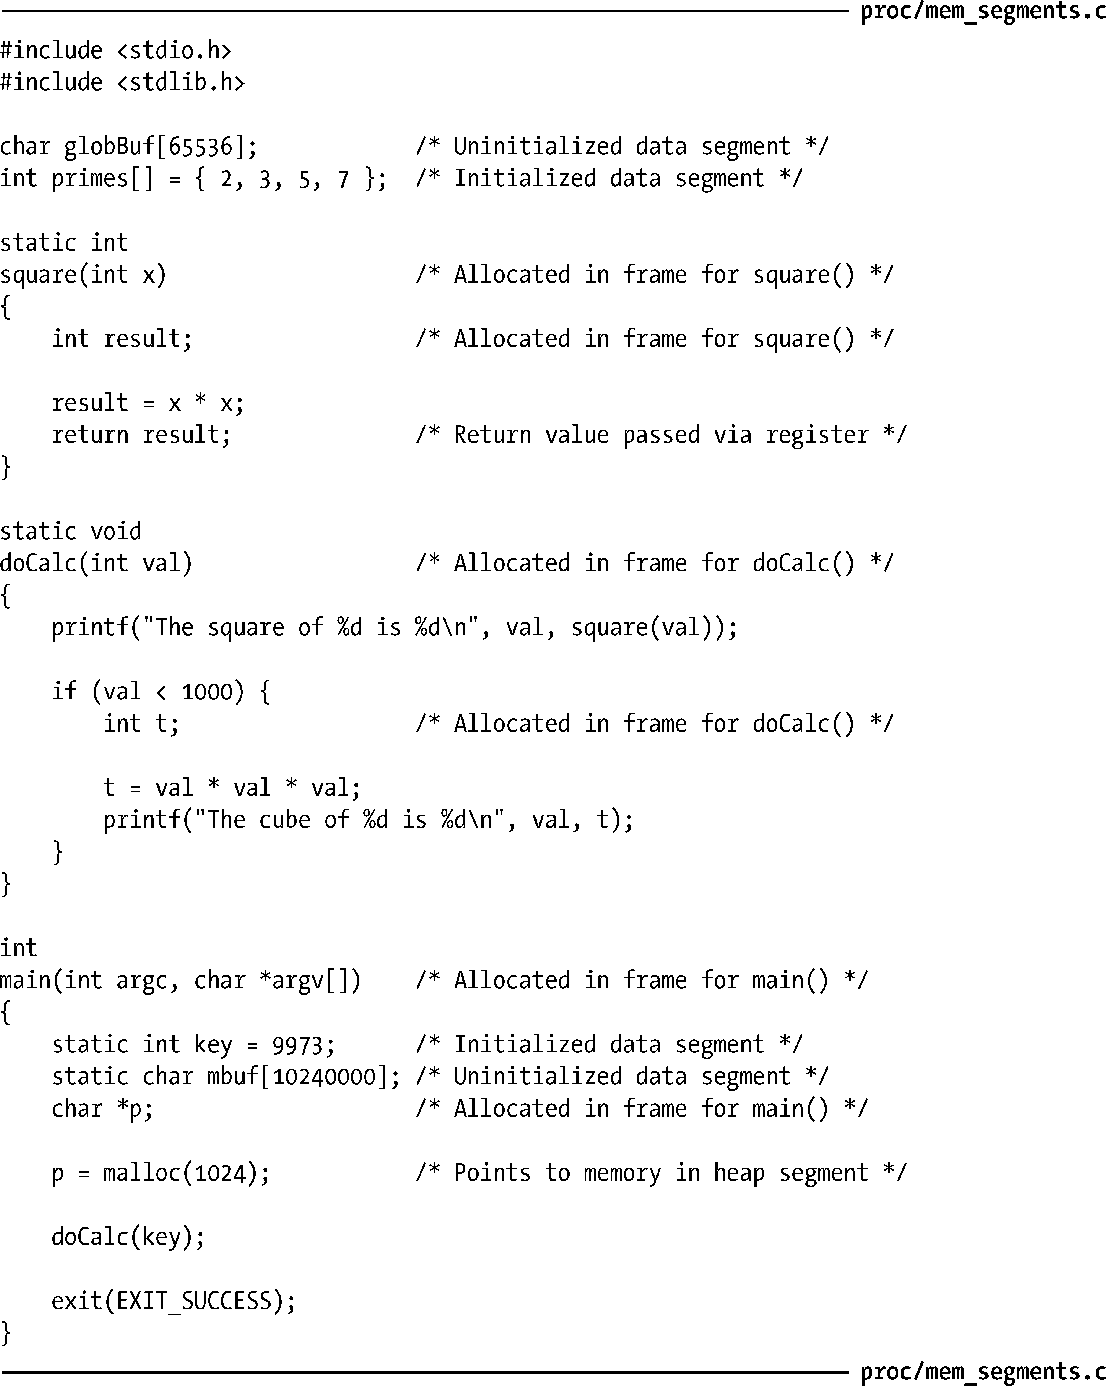 proc/mem_segments.c
#include <stdio.h>
#include <stdlib.h>
char globBuf[65536];                /* Uninitialized data segment */
int primes[] = { 2, 3, 5, 7 };      /* Initialized data segment */
static int
square(int x)                       /* Allocated in frame for square() */
{
    int result;                     /* Allocated in frame for square() */
    result = x * x;
    return result;                  /* Return value passed via register */
}
static void
doCalc(int val)                     /* Allocated in frame for doCalc() */
{
    printf("The square of %d is %d\n", val, square(val));
    if (val < 1000) {
        int t;                      /* Allocated in frame for doCalc() */
        t = val * val * val;
        printf("The cube of %d is %d\n", val, t);
    }
}
int
main(int argc, char *argv[])        /* Allocated in frame for main() */
{
    static int key = 9973;          /* Initialized data segment */
    static char mbuf[10240000];     /* Uninitialized data segment */
    char *p;                        /* Allocated in frame for main() */
    p = malloc(1024);               /* Points to memory in heap segment */
    doCalc(key);
    exit(EXIT_SUCCESS);
}
proc/mem_segments.c